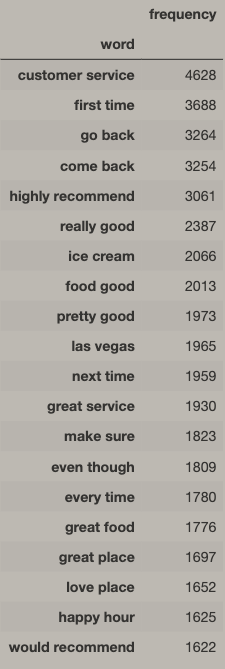 frequency
word
customer service 4628
first time 3688
go back 3264
come back 3254
highly recommend 3061
really good 2387
ice cream 2066
food good 2013
pretty good 1973
las vegas 1965
next time 1959
great service 1930
make sure 1823
even though 1809
every time 1780
great food 1776
great place 1697
love place 1652
happy hour 1625
would recommend 1622